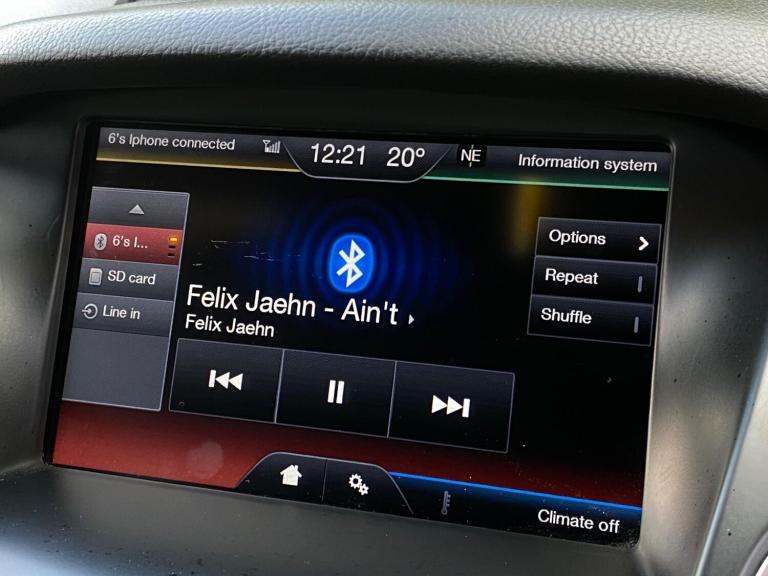 6's Iphone connected
12:21 20°
NE
Information system
6's I...
SD card
Line in
Felix Jaehn - Ain't
Felix Jaehn
Options
Repeat
Shuffle
Climate off